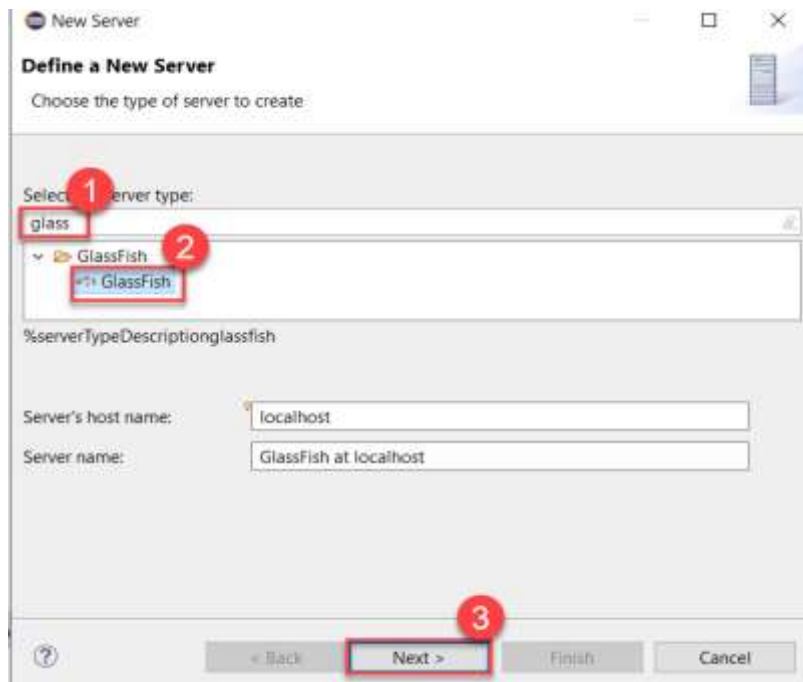 New Server
Define a New Server
Choose the type of server to create
1
Select erver type:
glass
2
GlassFish
GlassFish
%serverTypeDescriptionglassfish
Server's host name: localhost
Server name: GlassFish at localhost
3
? < Back Next > Finish Cancel